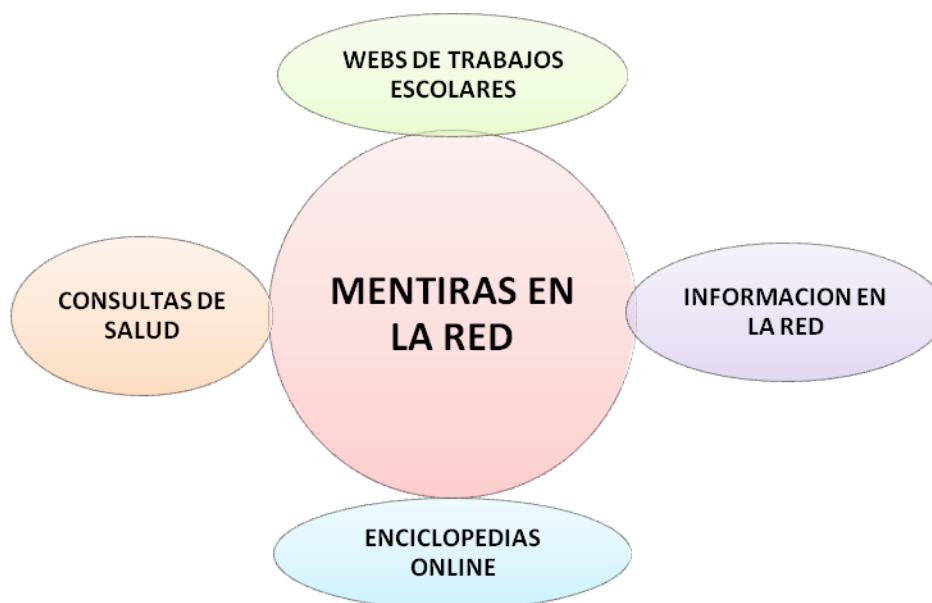 WEBS DE TRABAJOS
ESCOLARES
CONSULTAS DE
SALUD
MENTIRAS EN
LA RED
INFORMACION EN
LA RED
ENCICLOPEDIAS
ONLINE